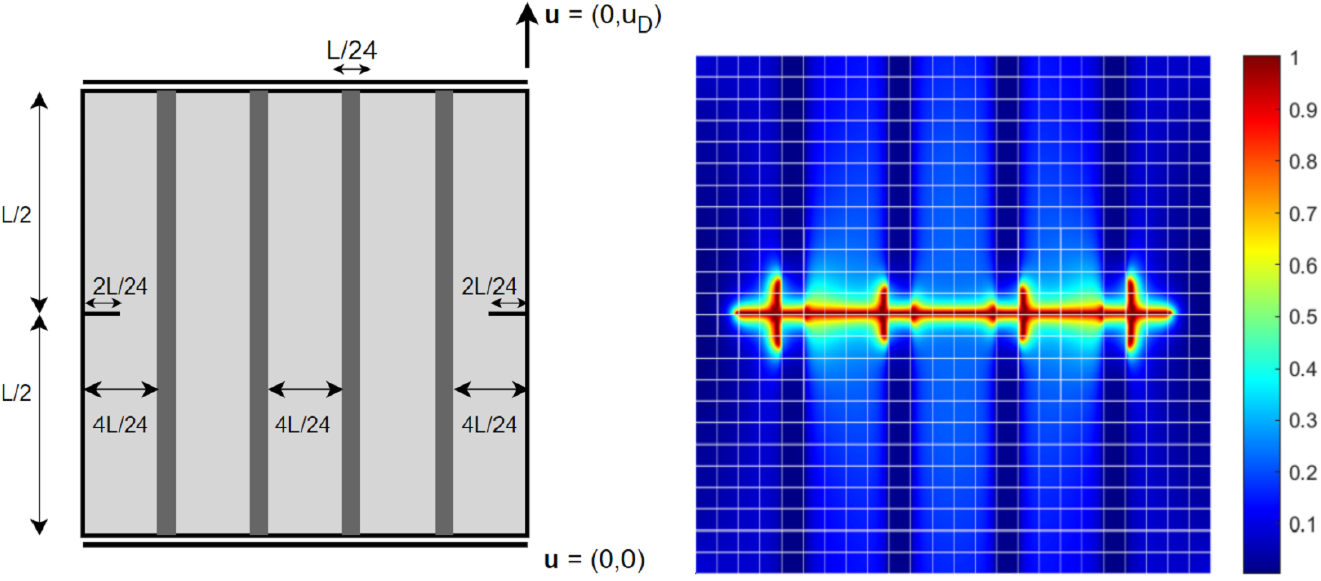 u = (0,uD)
L/24
L/2
2L/24
2L/24
L/2
4L/24
4L/24
4L/24
u = (0,0)
1
0.9
0.8
0.7
0.6
0.5
0.4
0.3
0.2
0.1